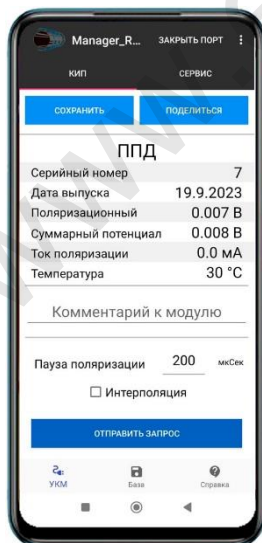 Manager_R... ЗАКРЫТЬ ПОРТ
КИП СЕРВИС
СОХРАНИТЬ ПОДЕЛИТЬСЯ
ППД
Серийный номер 7
Дата выпуска 19.9.2023
Поляризационный 0.007 В
Суммарный потенциал 0.008 В
Ток поляризации 0.0 мА
Температура 30 °C
Комментарий к модулю
Пауза поляризации 200 мкСек
Интерполяция
ОТПРАВИТЬ ЗАПРОС
УКМ База Справка